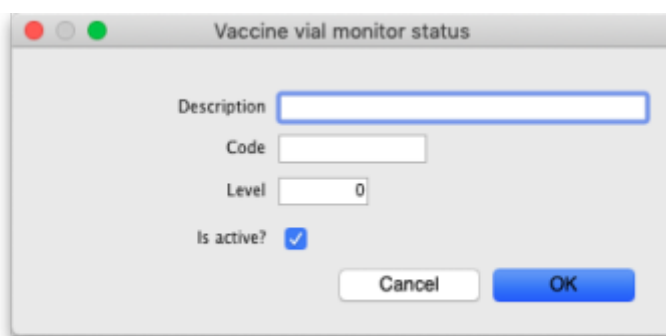 Vaccine vial monitor status
Description
Code
Level 0
Is active?
Cancel OK